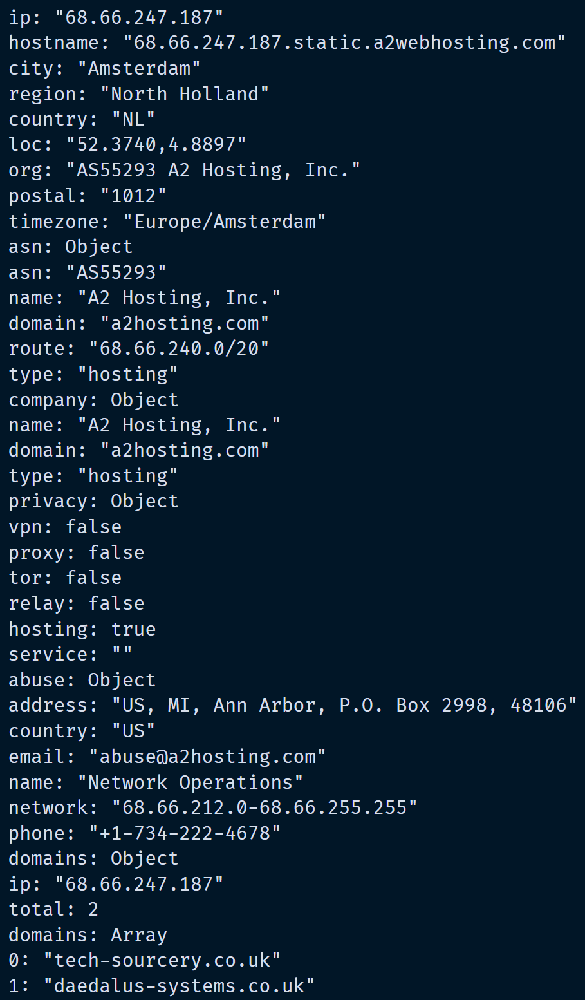 ip: "68.66.247.187"
hostname: "68.66.247.187.static.a2webhosting.com"
city: "Amsterdam"
region: "North Holland"
country: "NL"
loc: "52.3740,4.8897"
org: "AS55293 A2 Hosting, Inc."
postal: "1012"
timezone: "Europe/Amsterdam"
asn: Object
asn: "AS55293"
name: "A2 Hosting, Inc."
domain: "a2hosting.com"
route: "68.66.240.0/20"
type: "hosting"
company: Object
name: "A2 Hosting, Inc."
domain: "a2hosting.com"
type: "hosting"
privacy: Object
vpn: false
proxy: false
tor: false
relay: false
hosting: true
service: ""
abuse: Object
address: "US, MI, Ann Arbor, P.O. Box 2998, 48106"
country: "US"
email: "abuse@a2hosting.com"
name: "Network Operations"
network: "68.66.212.0-68.66.255.255"
phone: "+1-734-222-4678"
domains: Object
ip: "68.66.247.187"
total: 2
domains: Array
0: "tech-sourcery.co.uk"
1: "daedalus-systems.co.uk"